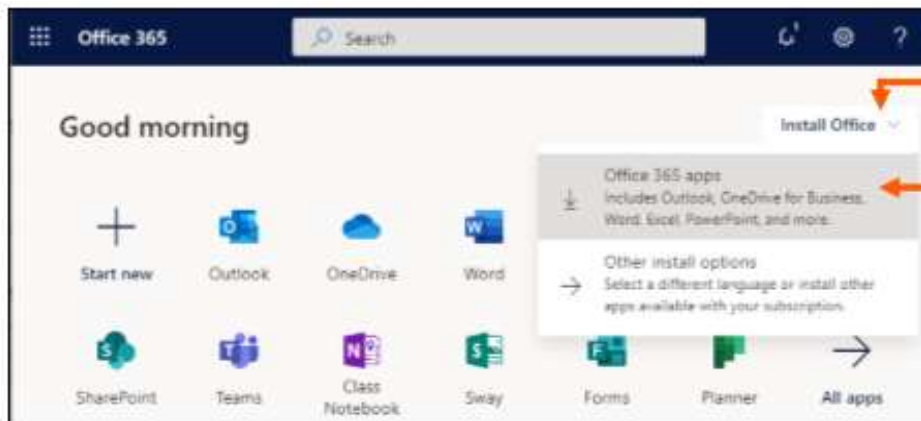 Office 365
Search
?
Good morning
Install Office
Office 365 apps
Includes Outlook, OneDrive for Business,
Word, Excel, PowerPoint, and more.
Other install options
Select a different language or install other
apps available with your subscription.
Start new
Outlook
OneDrive
Word
SharePoint
Teams
Class
Notebook
Sway
Forms
Planner
All apps